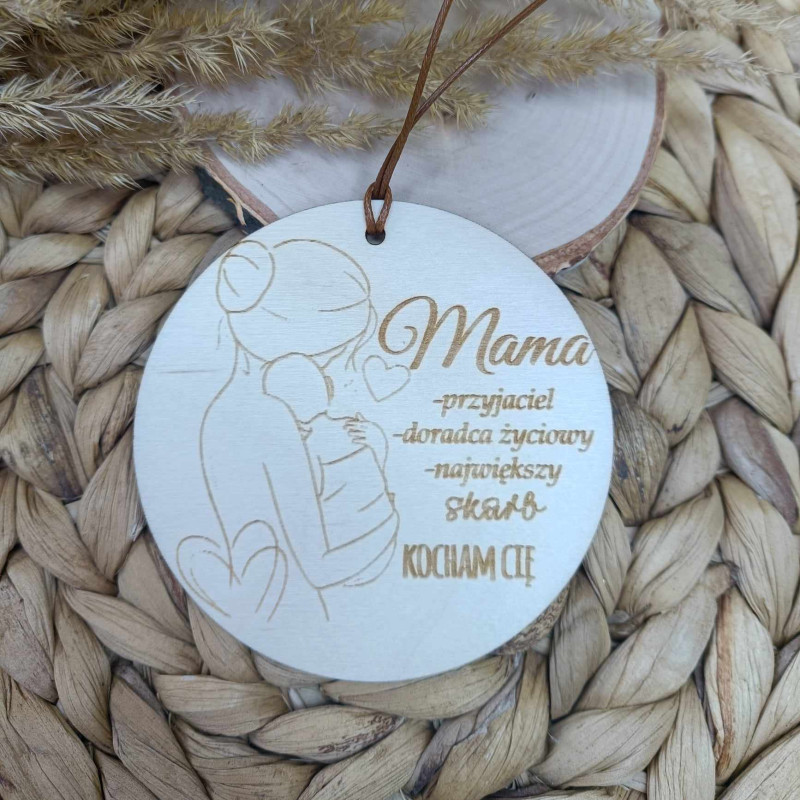 Mama
-przyjaciel
-doradca życiowy
-największy
skarb
KOCHAM CIĘ